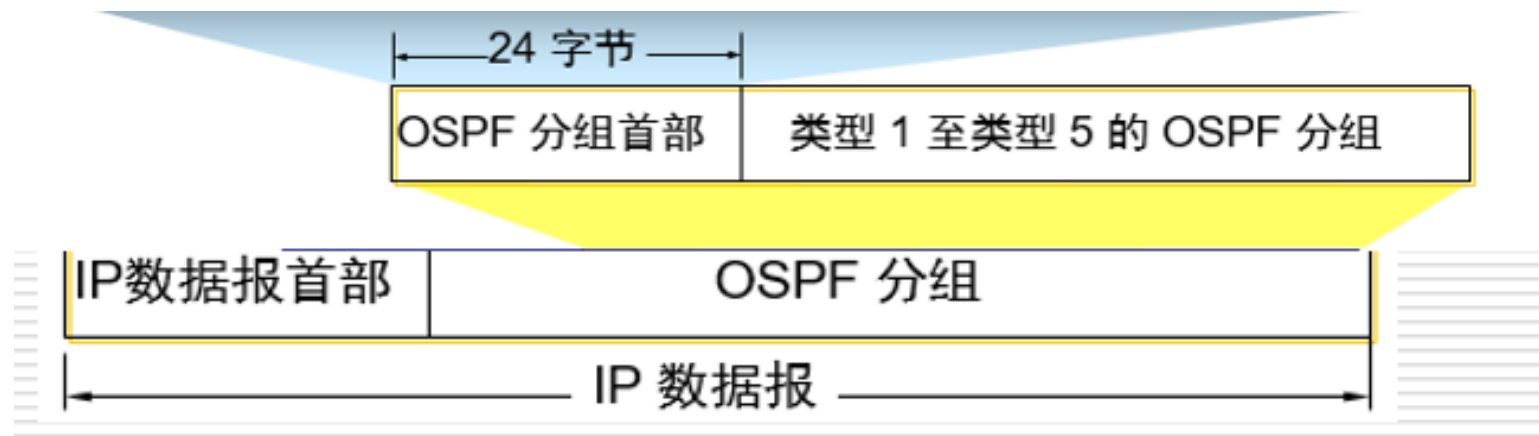 24 字节
OSPF 分组首部 类型 1 至类型 5 的 OSPF 分组
IP数据报首部 OSPF 分组
IP 数据报